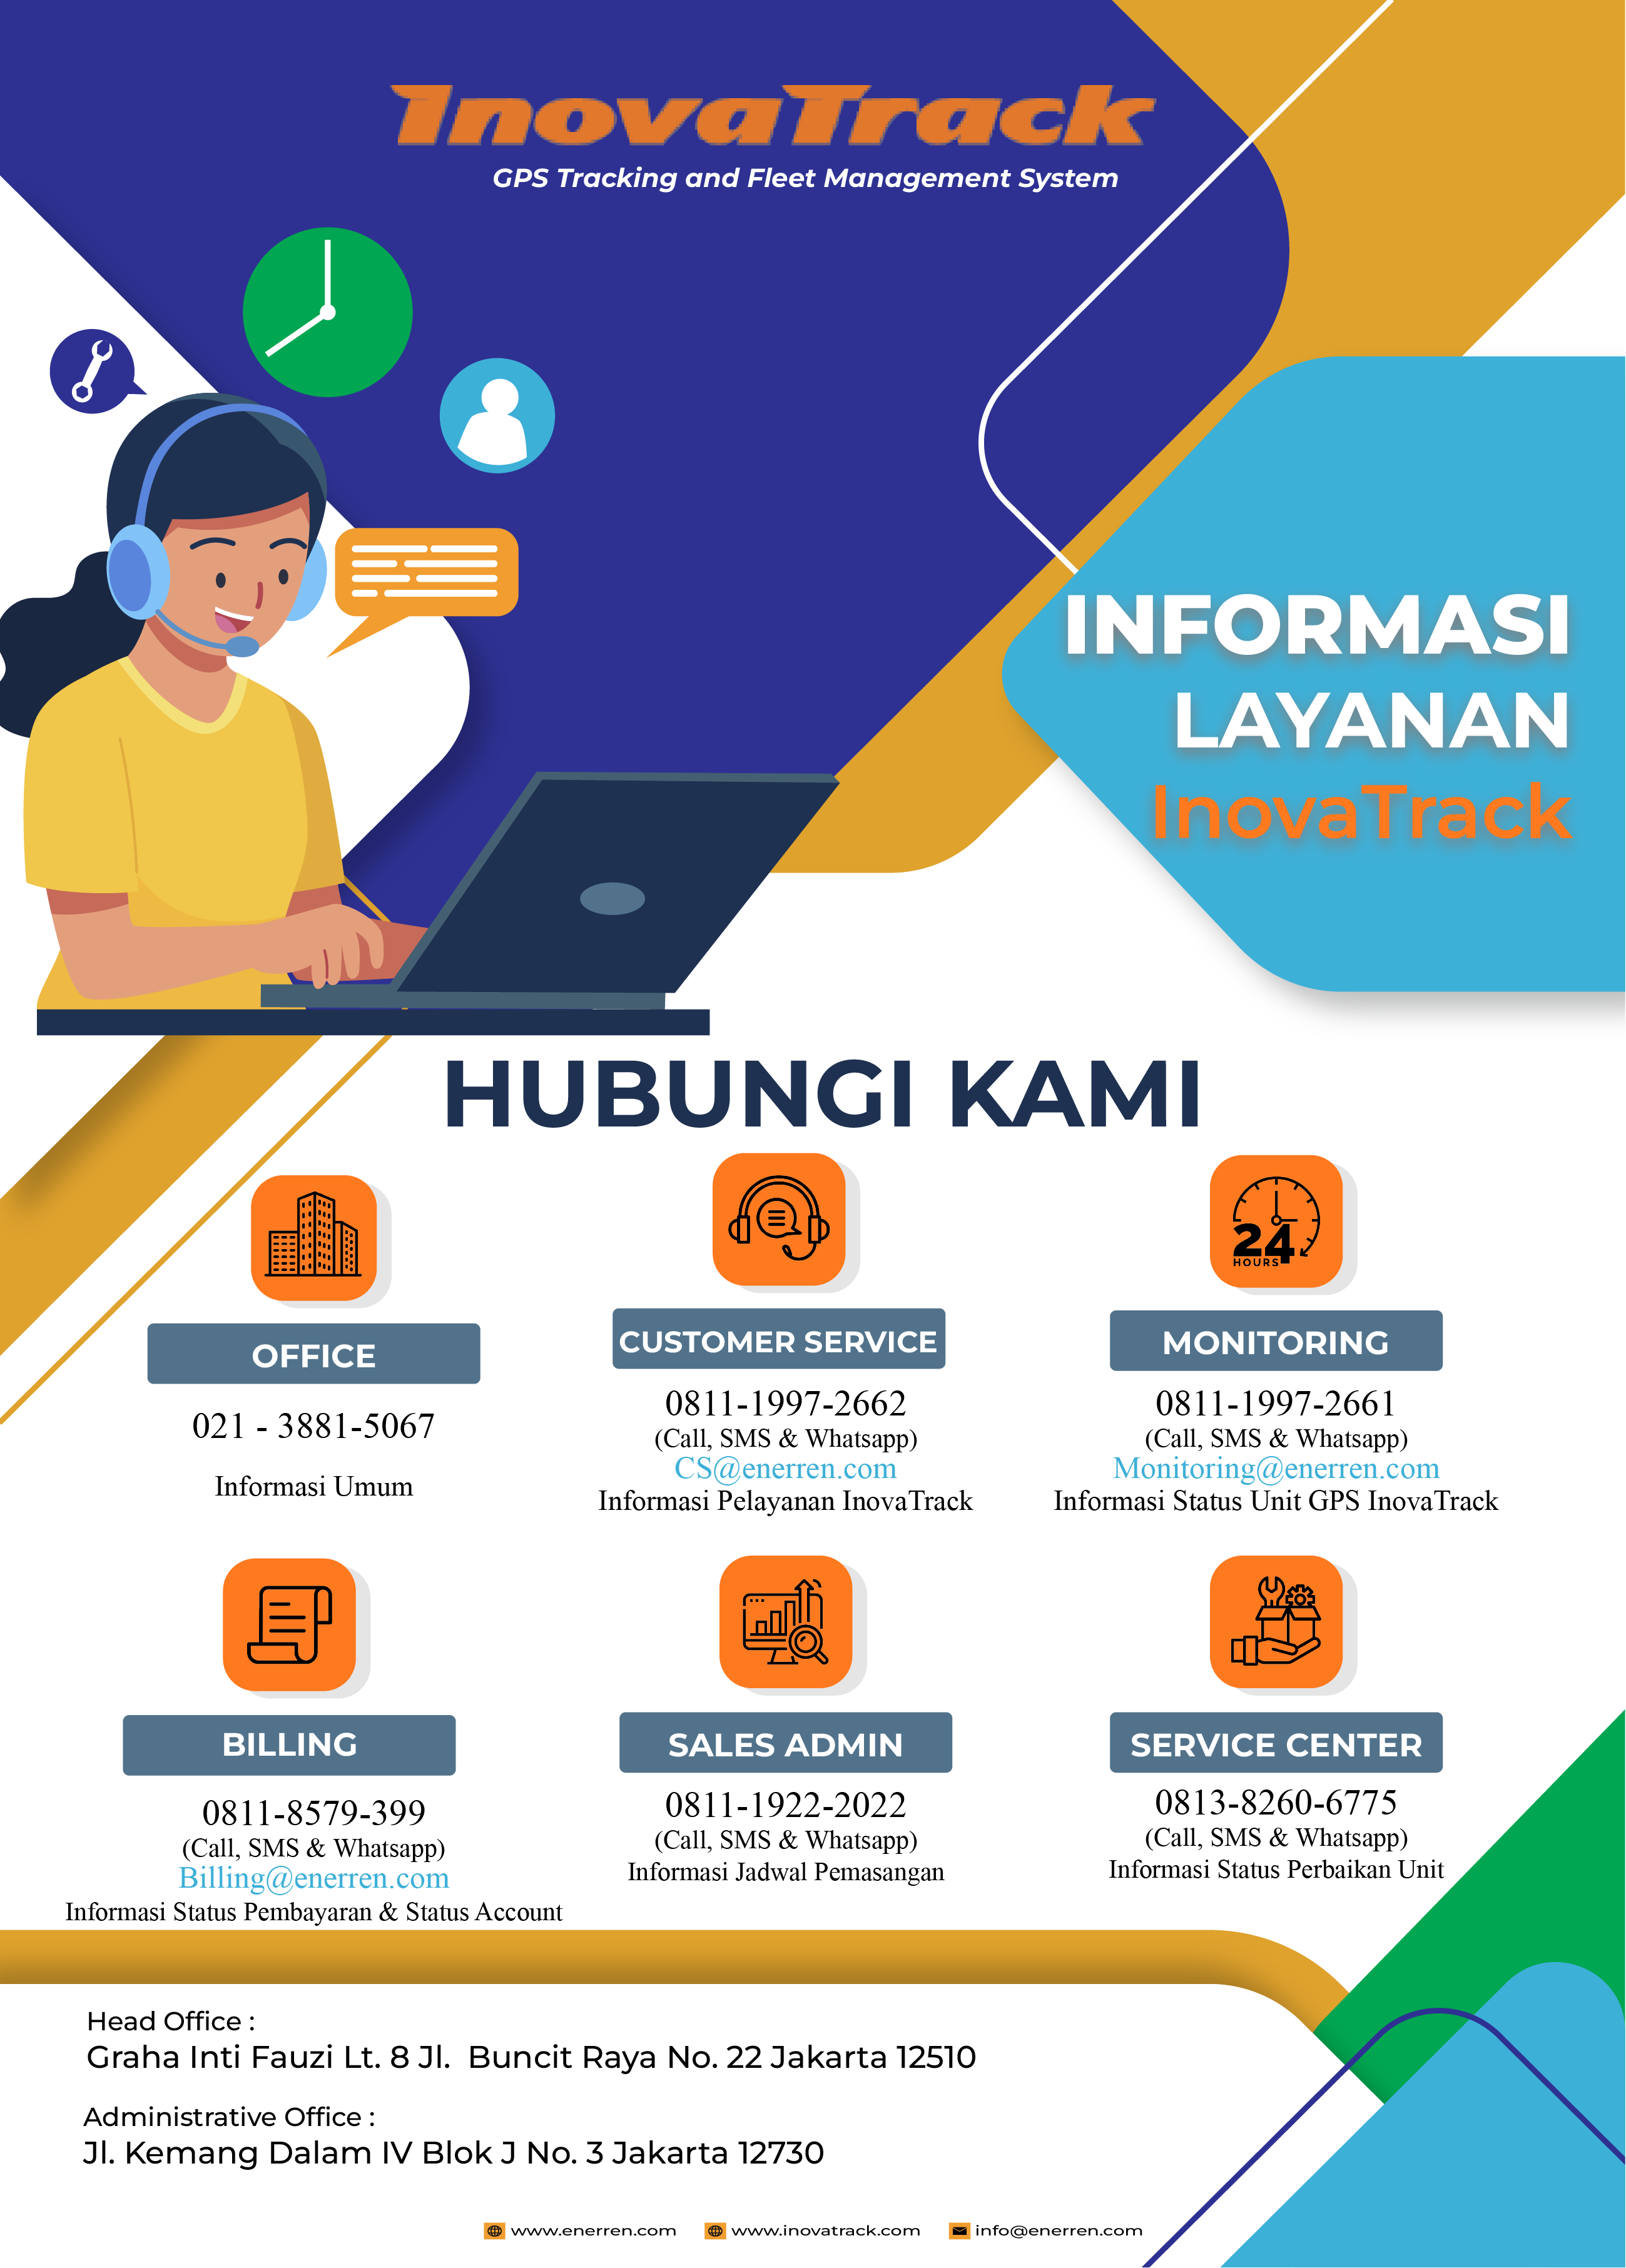 InovaTrack
GPS Tracking and Fleet Management System
INFORMASI
LAYANAN
InovaTrack
HUBUNGI KAMI
OFFICE
021 - 3881-5067
Informasi Umum
CUSTOMER SERVICE
0811-1997-2662
(Call, SMS & Whatsapp)
CS@enerren.com
Informasi Pelayanan InovaTrack
24
HOURS
MONITORING
0811-1997-2661
(Call, SMS & Whatsapp)
Monitoring@enerren.com
Informasi Status Unit GPS InovaTrack
BILLING
0811-8579-399
(Call, SMS & Whatsapp)
Billing@enerren.com
Informasi Status Pembayaran & Status Account
SALES ADMIN
0811-1922-2022
(Call, SMS & Whatsapp)
Informasi Jadwal Pemasangan
SERVICE CENTER
0813-8260-6775
(Call, SMS & Whatsapp)
Informasi Status Perbaikan Unit
Head Office :
Graha Inti Fauzi Lt. 8 Jl. Buncit Raya No. 22 Jakarta 12510
Administrative Office :
Jl. Kemang Dalam IV Blok J No. 3 Jakarta 12730
www.enerren.com www.inovatrack.com info@enerren.com